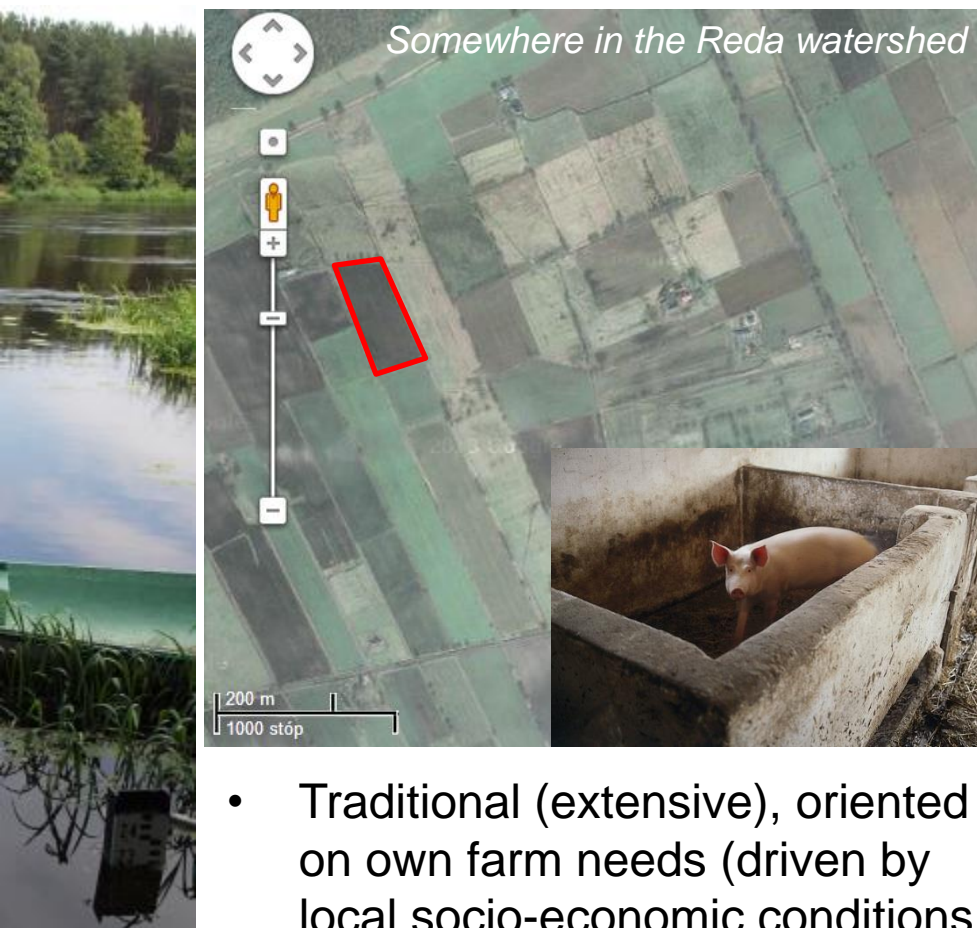 Somewhere in the Reda watershed
200 m
1000 stóp
• Traditional (extensive), oriented
on own farm needs (driven by
local socio-economic conditions